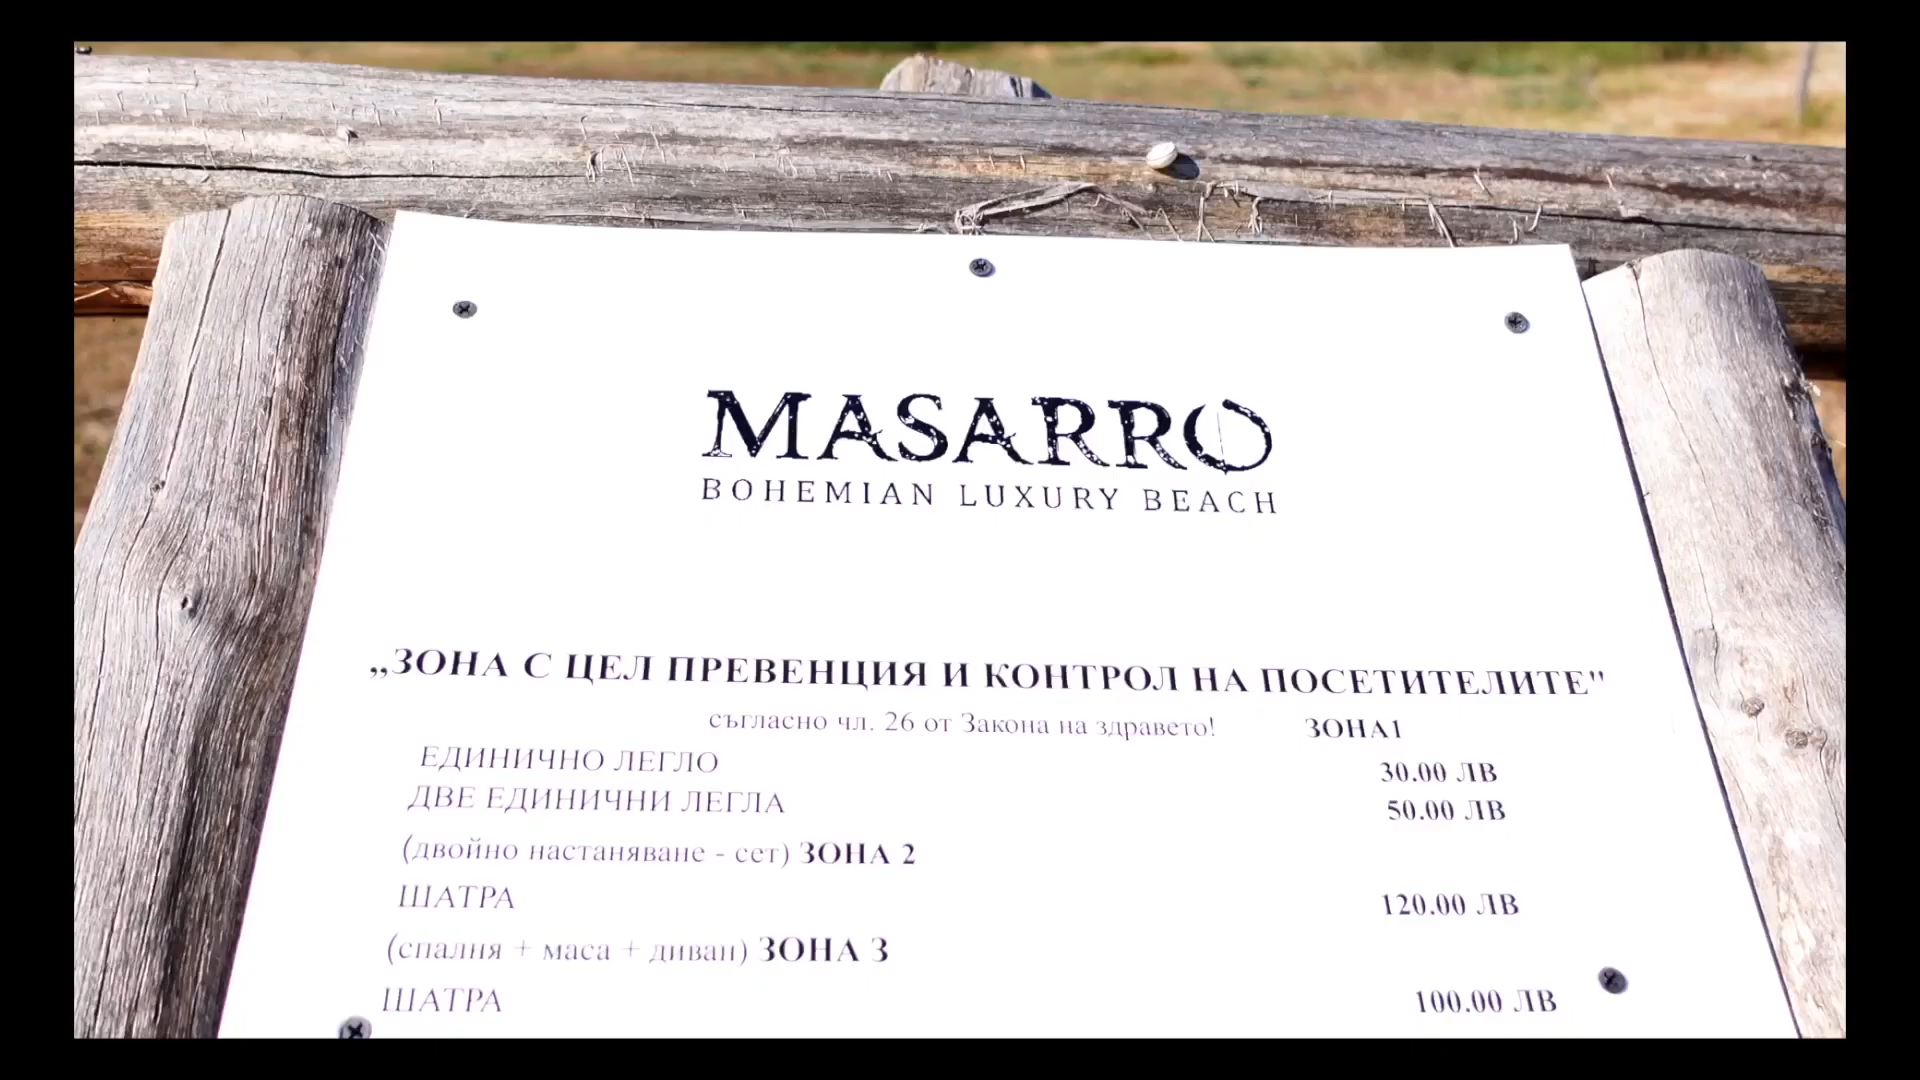 MASARRO
BOHEMIAN LUXURY BEACH
„ЗОНА С ЦЕЛ ПРЕВЕНЦИЯ И КОНТРОЛ НА ПОСЕТИТЕЛИТЕ"
съгласно чл. 26 от Закона на здравето! ЗОНА1
ЕДИНИЧНО ЛЕГЛО 30.00 ЛВ
ДВЕ ЕДИНИЧНИ ЛЕГЛА 50.00 ЛВ
(двойно настаняване - сет) ЗОНА 2
ШАТРА 120.00 ЛВ
(спалня + маса + диван) ЗОНА 3
ШАТРА 100.00 ЛВ